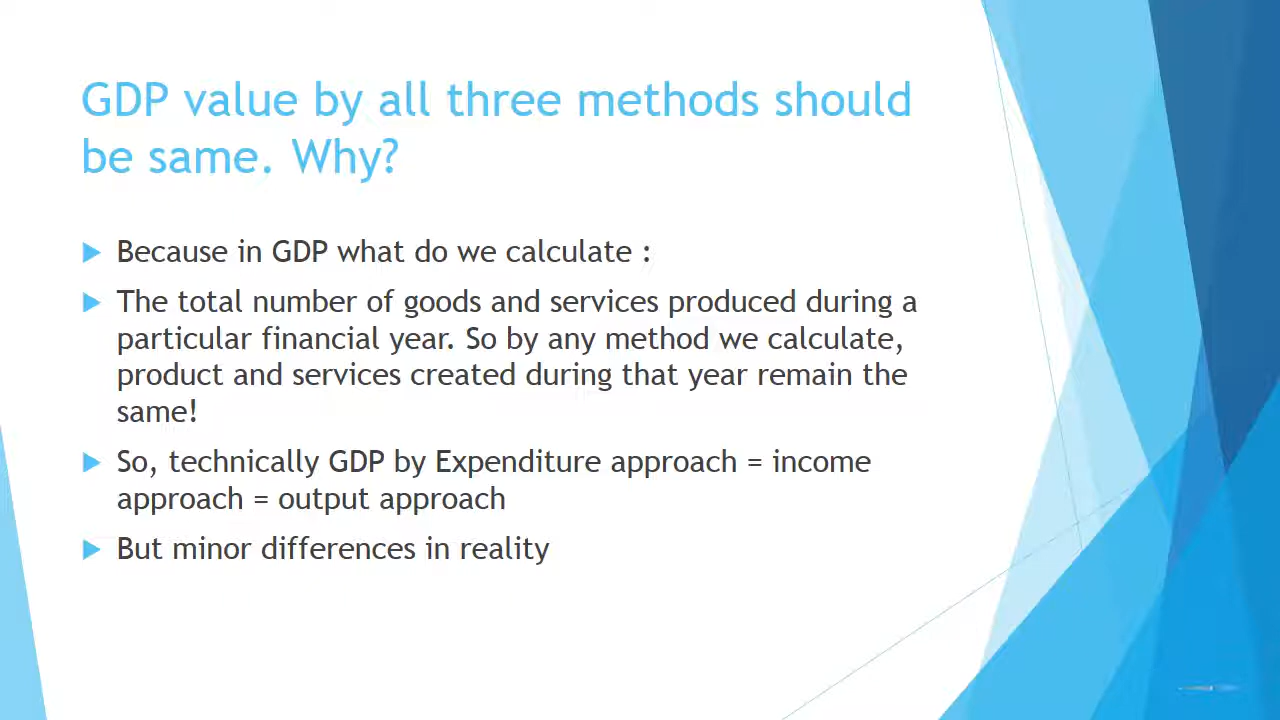 GDP value by all three methods should
be same. Why?
Because in GDP what do we calculate :
The total number of goods and services produced during a
particular financial year. So by any method we calculate,
product and services created during that year remain the
same!
So, technically GDP by Expenditure approach = income
approach = output approach
But minor differences in reality